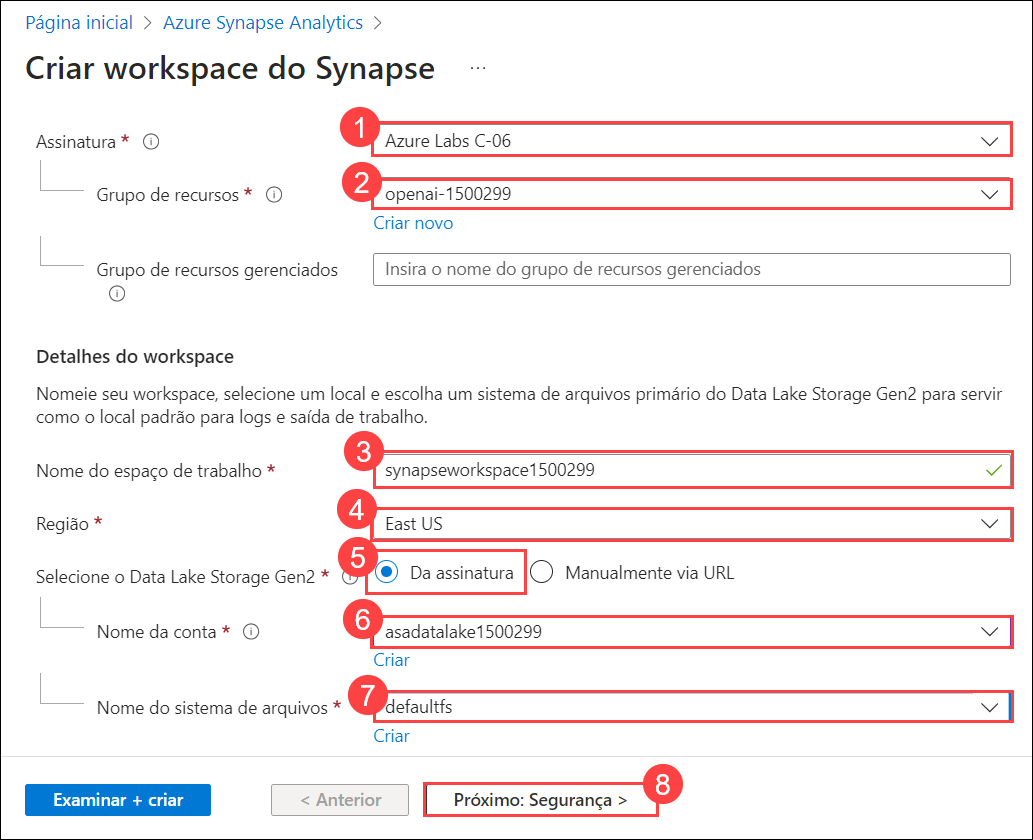 Página inicial > Azure Synapse Analytics >
Criar workspace do Synapse ...
Assinatura * 1 Azure Labs C-06
Grupo de recursos * 2 openai-1500299
Criar novo
Grupo de recursos gerenciados Insira o nome do grupo de recursos gerenciados
Detalhes do workspace
Nomeie seu workspace, selecione um local e escolha um sistema de arquivos primário do Data Lake Storage Gen2 para servir
como o local padrão para logs e saída de trabalho.
Nome do espaço de trabalho * 3 synapseworkspace1500299
Região * 4 East US
Selecione o Data Lake Storage Gen2 * 5 Da assinatura Manualmente via URL
Nome da conta * 6 asadatalake1500299
Criar
Nome do sistema de arquivos * 7 defaultfs
Criar
Examinar + criar < Anterior Próximo: Segurança > 8